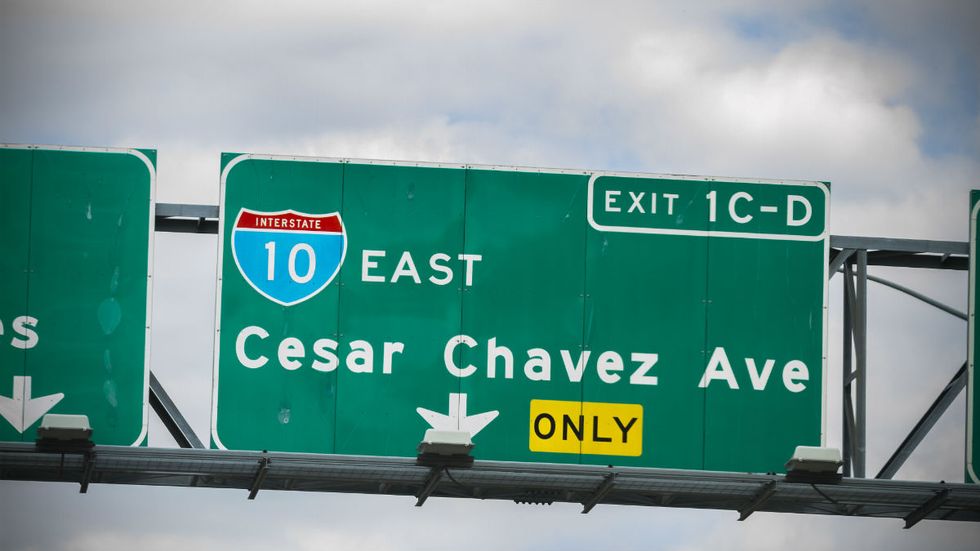 es
EXIT 1C-D
INTERSTATE
10 EAST
Cesar Chavez Ave
ONLY